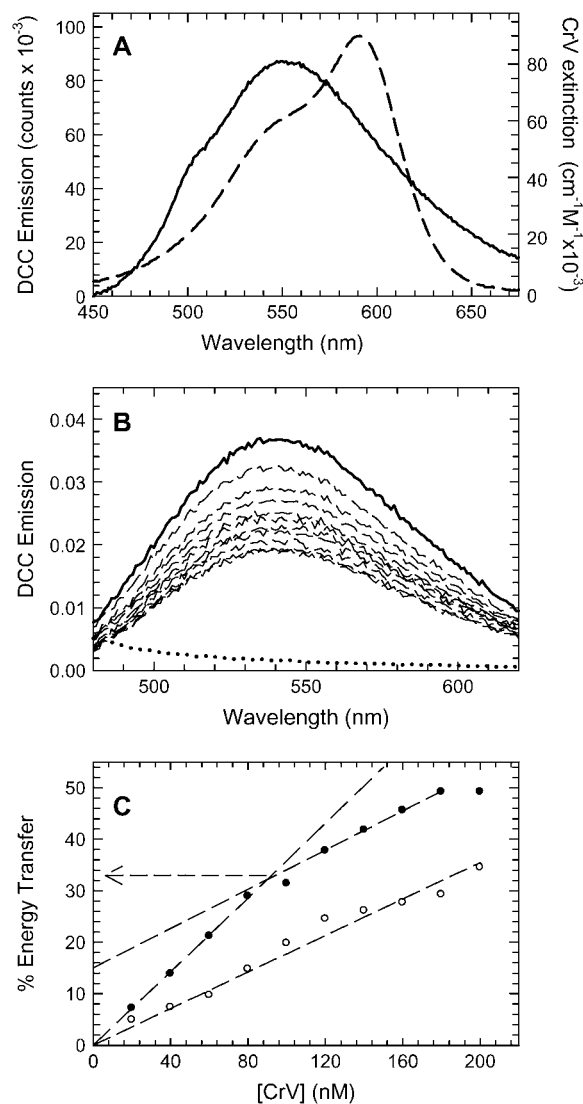 A
DCC Emission (counts x 10-3)
100
80
60
40
20
0
CrV extinction (cm-1M-1x10-3)
80
60
40
20
0
450 500 550 600 650
Wavelength (nm)
B
DCC Emission
0.04
0.03
0.02
0.01
0.00
500 550 600
Wavelength (nm)
C
% Energy Transfer
50
40
30
20
10
0
0 40 80 120 160 200
[CrV] (nM)